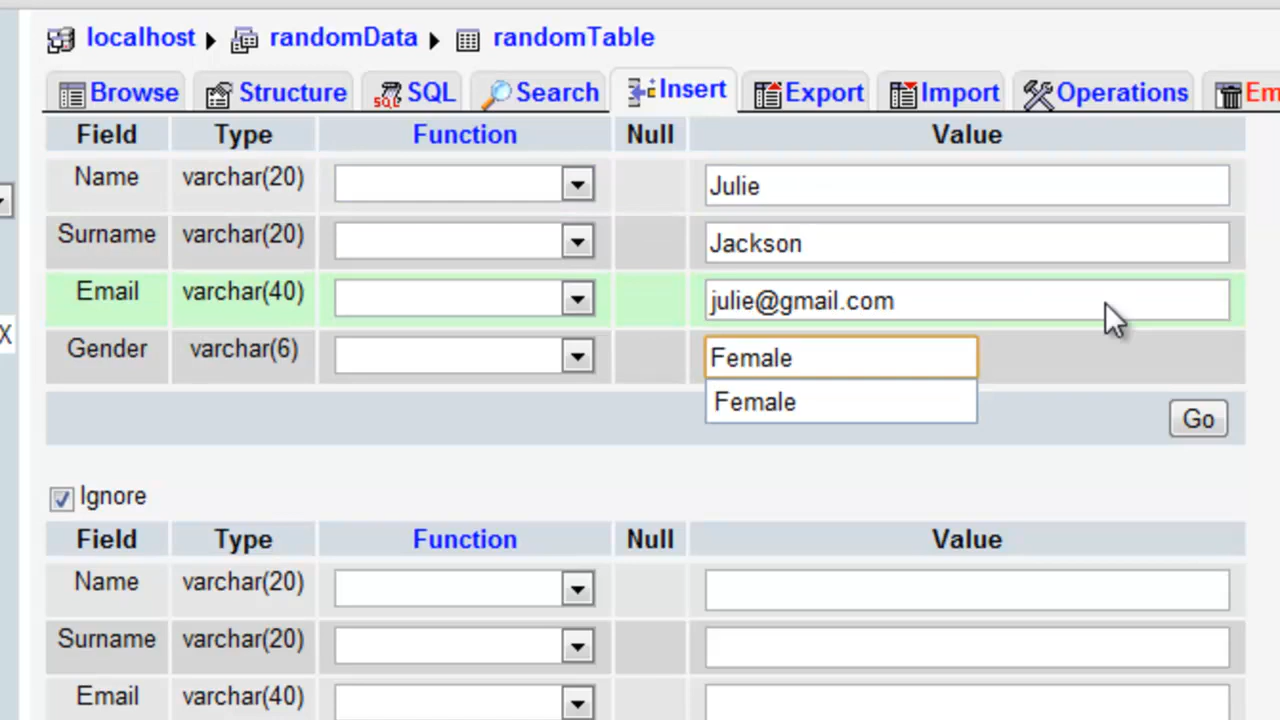 localhost randomData randomTable
Browse Structure SQL Search Insert Export Import Operations Em
Field Type Function Null Value
Name varchar(20) Julie
Surname varchar(20) Jackson
Email varchar(40) julie@gmail.com
X
Gender varchar(6) Female
Female
Go
Ignore
Field Type Function Null Value
Name varchar(20)
Surname varchar(20)
Email varchar(40)